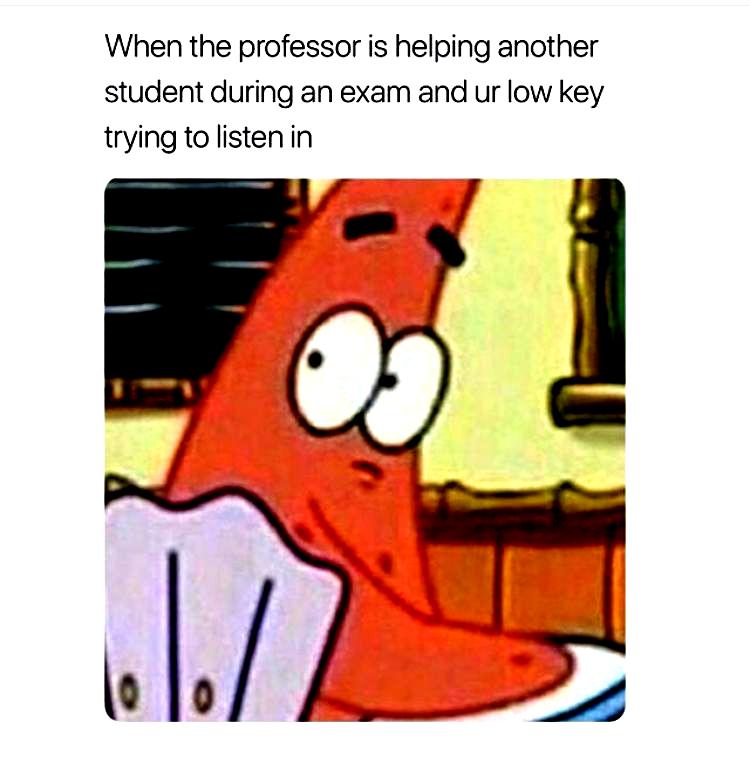 When the professor is helping another
student during an exam and ur low key
trying to listen in